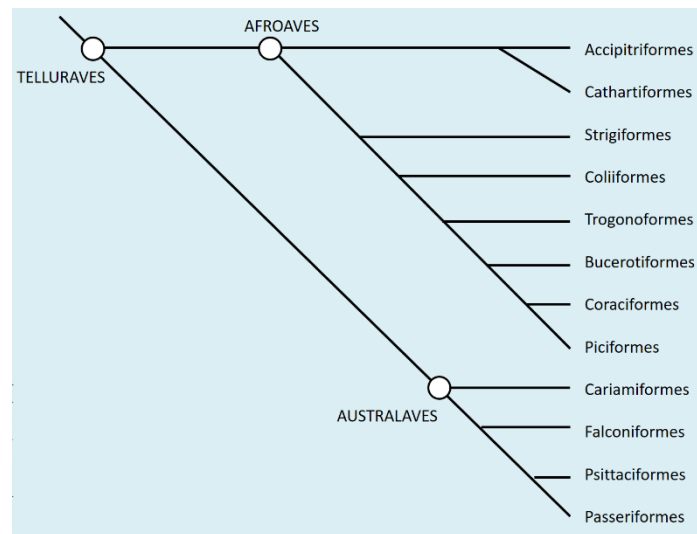 AFROAVES
TELLURAVES
Accipitriformes
Cathartiformes
Strigiformes
Coliiformes
Trogonoformes
Bucerotiformes
Coraciformes
Piciformes
Cariamiformes
AUSTRALAVES
Falconiformes
Psittaciformes
Passeriformes